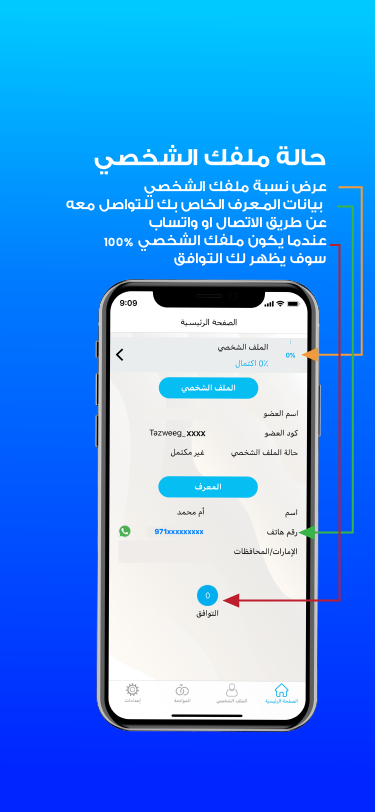 حالة ملفك الشخصي
عرض نسبة ملفك الشخصي
بيانات المعرف الخاص بك للتواصل معه
عن طريق الاتصال او واتساب
عندما يكون ملفك الشخصي 100%
سوف يظهر لك التوافق
9:09
الصفحة الرئيسية
الملف الشخصي
0%
0٪ اكتمال
الملف الشخصي
اسم العضو
كود العضو Tazweeg_xxxx
حالة الملف الشخصي غير مكتمل
المعرف
اسم أم محمد
رقم هاتف 971xxxxxxxxx
الإمارات/المحافظات
0
التوافق
الصفحة الرئيسية الملف الشخصي الموافقة إعدادات